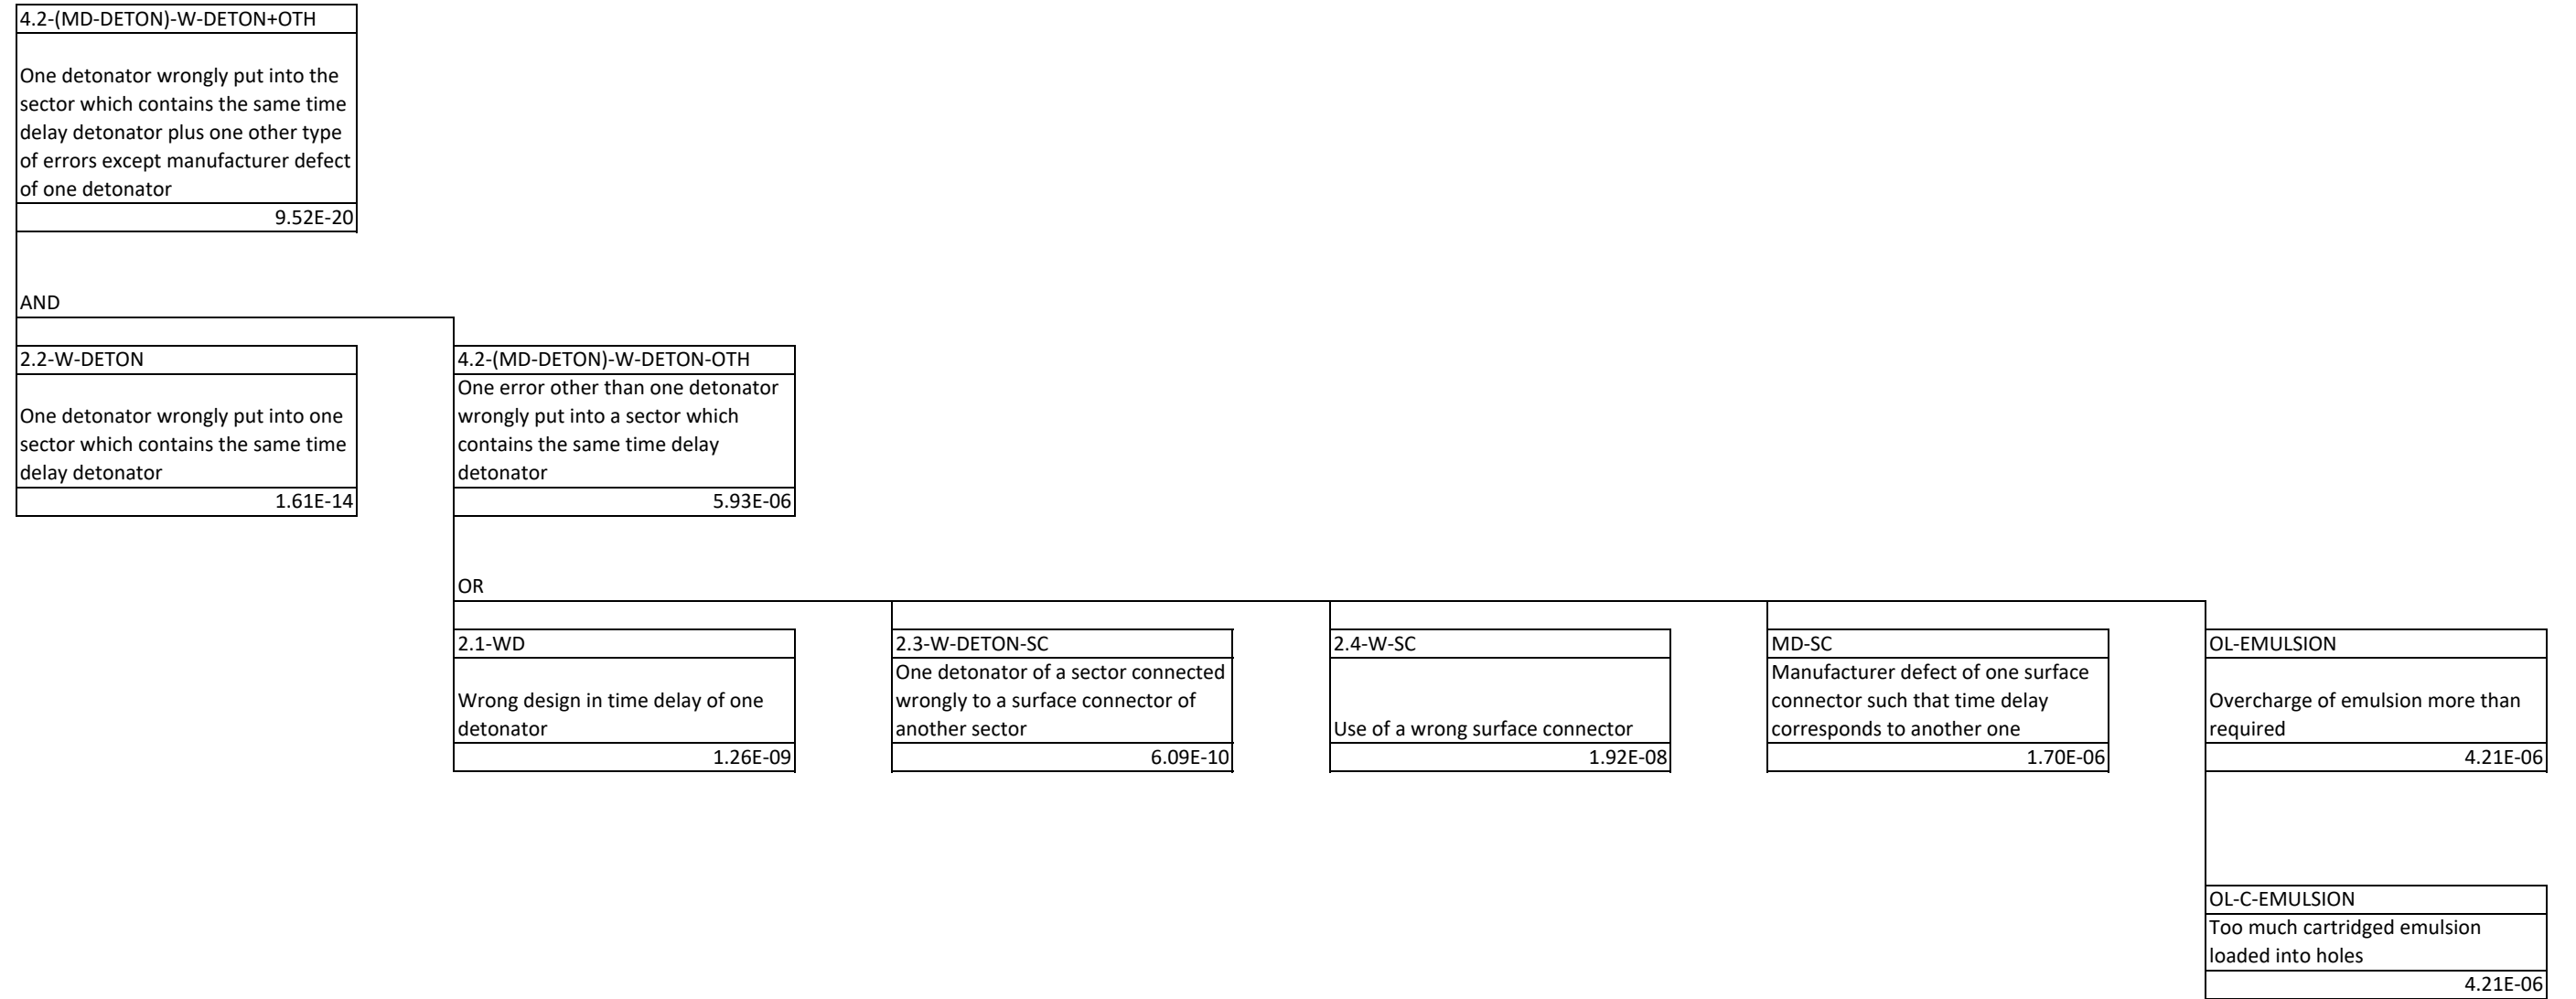 4.2-(MD-DETON)-W-DETON+OTH
One detonator wrongly put into the
sector which contains the same time
delay detonator plus one other type
of errors except manufacturer defect
of one detonator
9.52E-20
AND
2.2-W-DETON
One detonator wrongly put into one
sector which contains the same time
delay detonator
1.61E-14
4.2-(MD-DETON)-W-DETON-OTH
One error other than one detonator
wrongly put into a sector which
contains the same time delay
detonator
5.93E-06
OR
2.1-WD
Wrong design in time delay of one
detonator
1.26E-09
2.3-W-DETON-SC
One detonator of a sector connected
wrongly to a surface connector of
another sector
6.09E-10
2.4-W-SC
Use of a wrong surface connector
1.92E-08
MD-SC
Manufacturer defect of one surface
connector such that time delay
corresponds to another one
1.70E-06
OL-EMULSION
Overcharge of emulsion more than
required
4.21E-06
OL-C-EMULSION
Too much cartridged emulsion
loaded into holes
4.21E-06